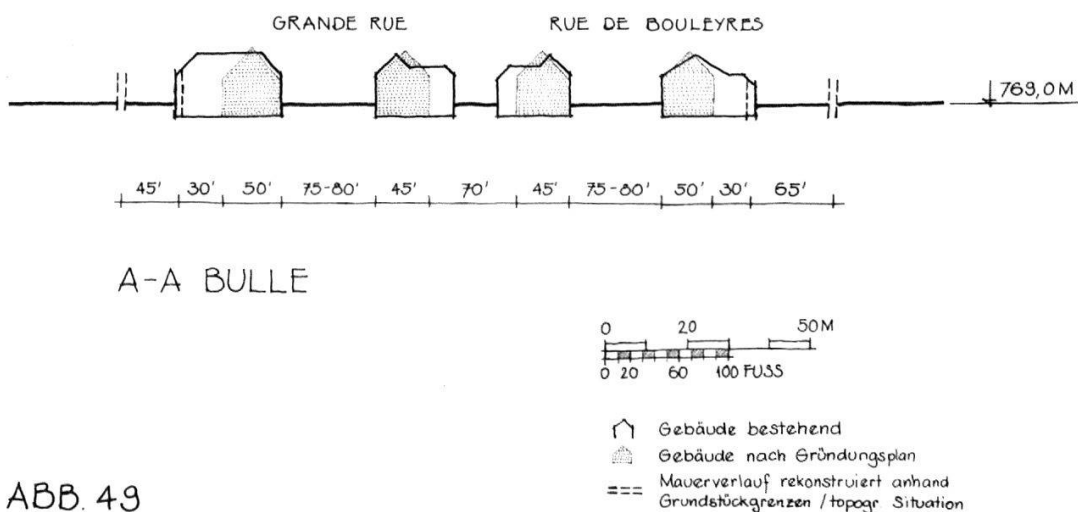 GRANDE RUE RUE DE BOULEYRES
769,0 M
45' 30' 50' 75-80' 45' 70' 45' 75-80' 50' 30' 65'
A-A BULLE
0 20 50 M
0 20 60 100 FUSS
Gebäude bestehend
Gebäude nach Gründungsplan
Mauerverlauf rekonstruiert anhand
Grundstückgrenzen / topogr Situation
ABB. 49